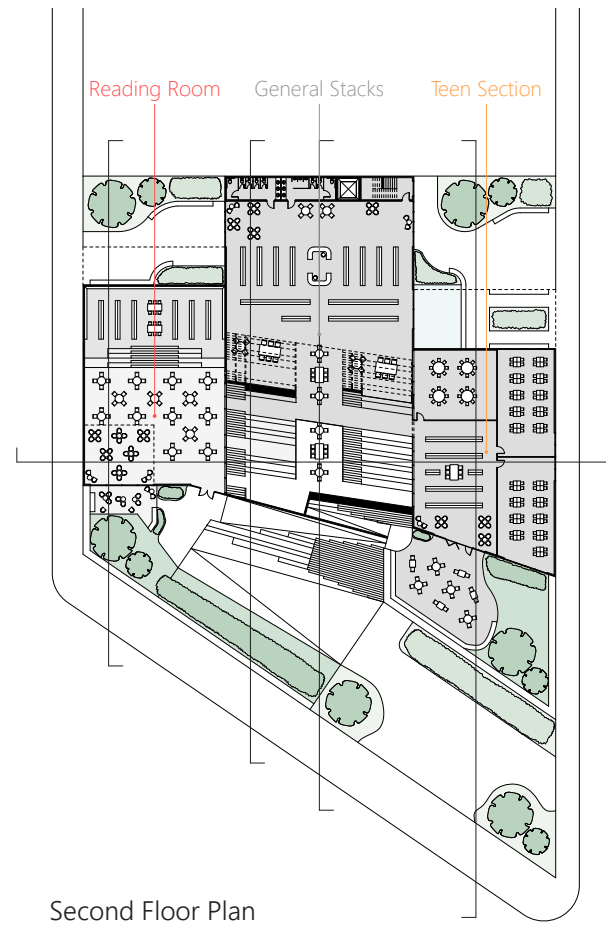 Reading Room
General Stacks
Teen Section
Second Floor Plan